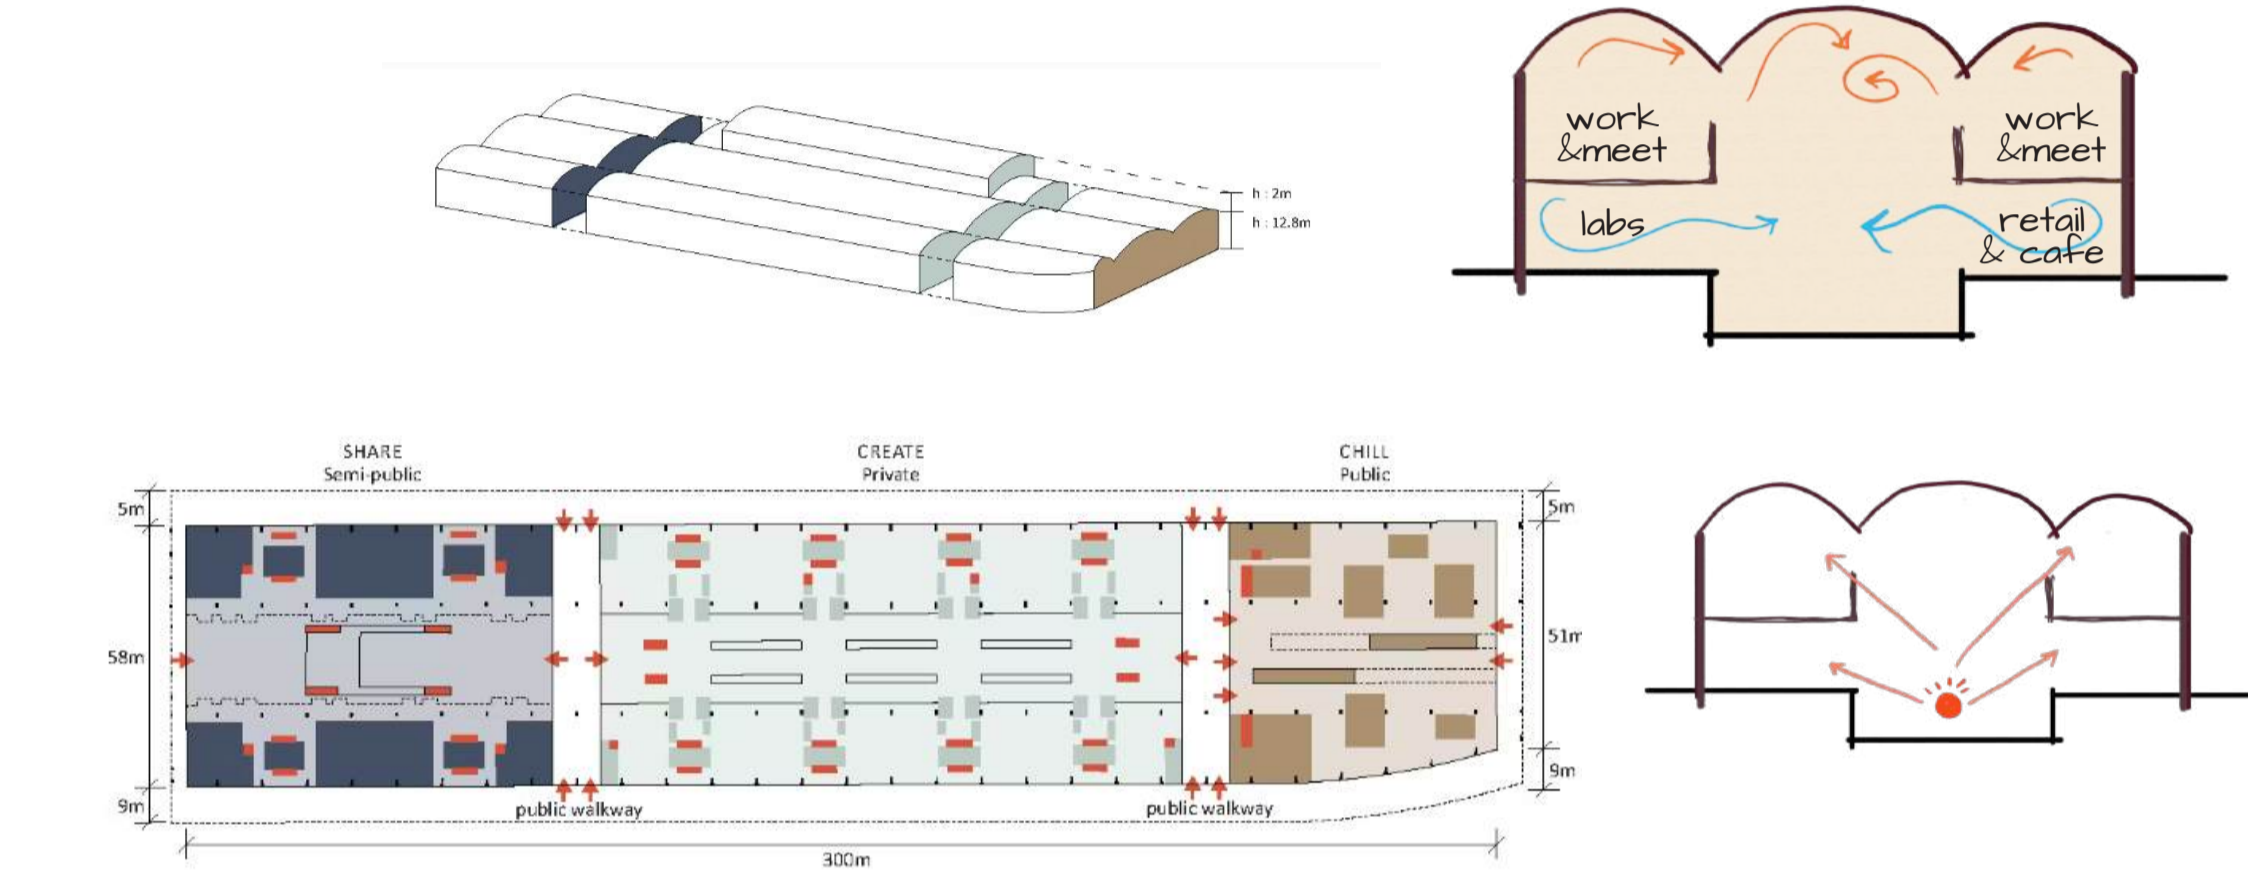 h : 2m
h : 12.8m
work
&meet
work
&meet
labs
retail
& cafe
SHARE
Semi-public
CREATE
Private
CHILL
Public
5m
58m
9m
5m
51m
9m
public walkway
public walkway
300m